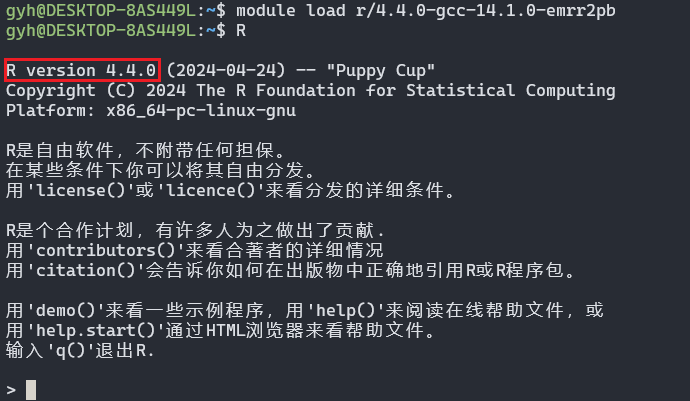 gyh@DESKTOP-8AS449L:~$ module load r/4.4.0-gcc-14.1.0-emrr2pb
gyh@DESKTOP-8AS449L:~$ R
R version 4.4.0 (2024-04-24) -- "Puppy Cup"
Copyright (C) 2024 The R Foundation for Statistical Computing
Platform: x86_64-pc-linux-gnu
R是自由软件，不附带任何担保。
在某些条件下你可以将其自由分发。
用'license()'或'licence()'来看分发的详细条件。
R是个合作计划，有许多人为之做出了贡献.
用'contributors()'来看合著者的详细情况
用'citation()'会告诉你如何在出版物中正确地引用R或R程序包。
用'demo()'来看一些示例程序，用'help()'来阅读在线帮助文件，或
用'help.start()'通过HTML浏览器来看帮助文件。
输入'q()'退出R.
>